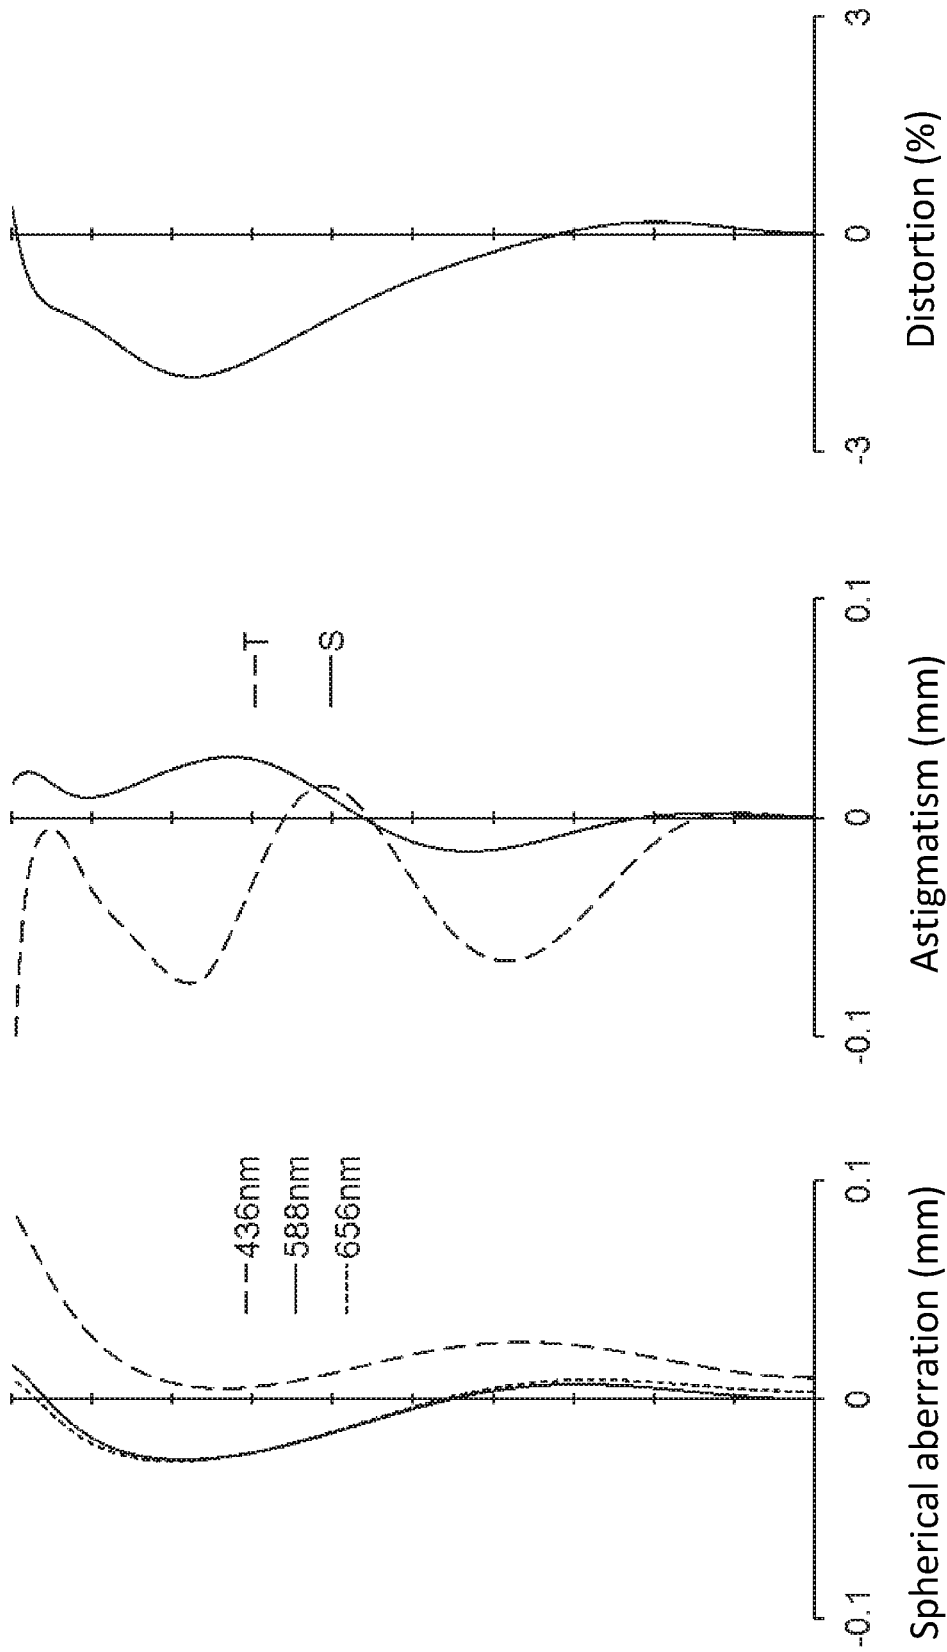 436nm
588nm
656nm
-0.1
0
0.1
Spherical aberration (mm)
T
S
-0.1
0
0.1
Astigmatism (mm)
-3
0
3
Distortion (%)